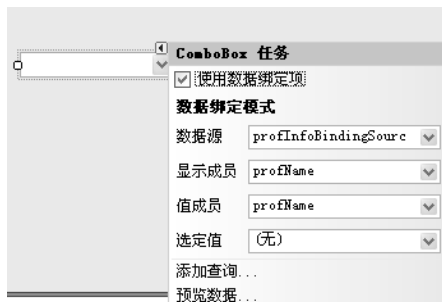 ComboBox 任务
使用数据绑定项
数据绑定模式
数据源 profInfoBindingSourc
显示成员 profName
值成员 profName
选定值 (无)
添加查询...
预览数据...